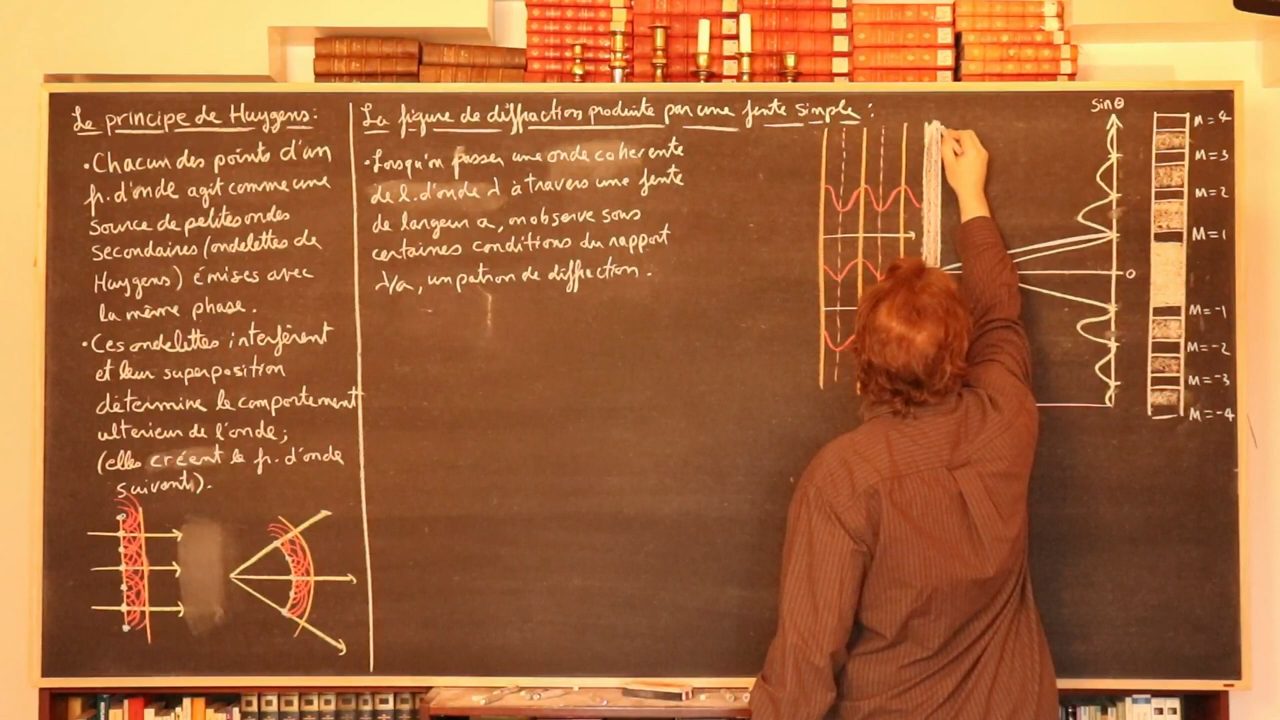 Le principe de Huygens:
• Chacun des points d'un
fr. d'onde agit comme une
source de petites ondes
secondaires (ondelettes de
Huygens) émises avec
la même phase.
• Ces ondelettes interfèrent
et leur superposition
détermine le comportement
ulterieur de l'onde;
(elles créent le fr. d'onde
suivant).
La figure de diffraction produite par une fente simple:
• Lorsqu'on passer une onde coherente
de l. d'onde λ à travers une fente
de largeur a, on observe sous
certaines conditions du rapport
λ/a, un patron de diffraction.
Sin θ
0
M=4
M=3
M=2
M=1
M=-1
M=-2
M=-3
M=-4